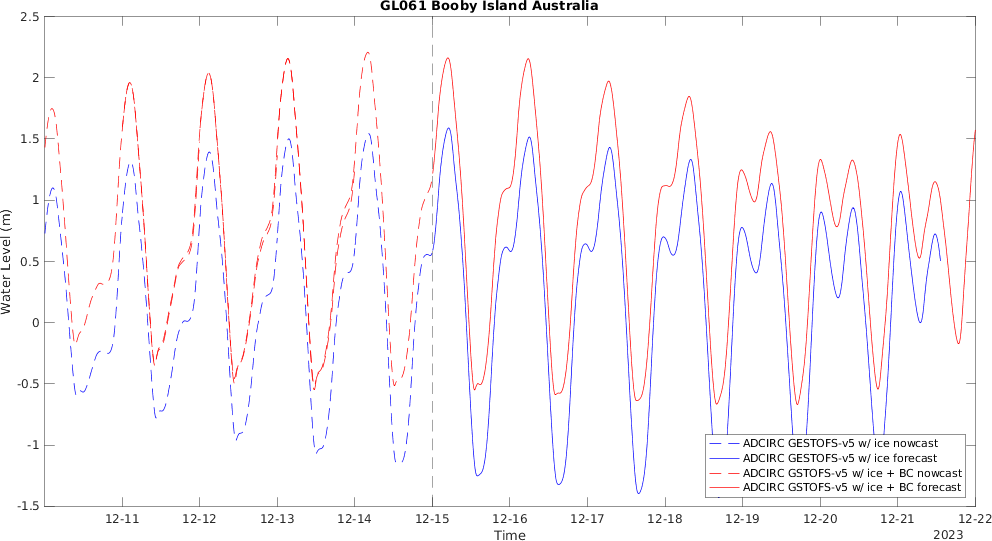 GL061 Booby Island Australia
2.5
2
1.5
1
0.5
0
-0.5
-1
-1.5
Water Level (m)
ADCIRC GESTOFS-v5 w/ ice nowcast
ADCIRC GESTOFS-v5 w/ ice forecast
ADCIRC GSTOFS-v5 w/ ice + BC nowcast
ADCIRC GSTOFS-v5 w/ ice + BC forecast
12-11 12-12 12-13 12-14 12-15 12-16 12-17 12-18 12-19 12-20 12-21 12-22
Time
2023